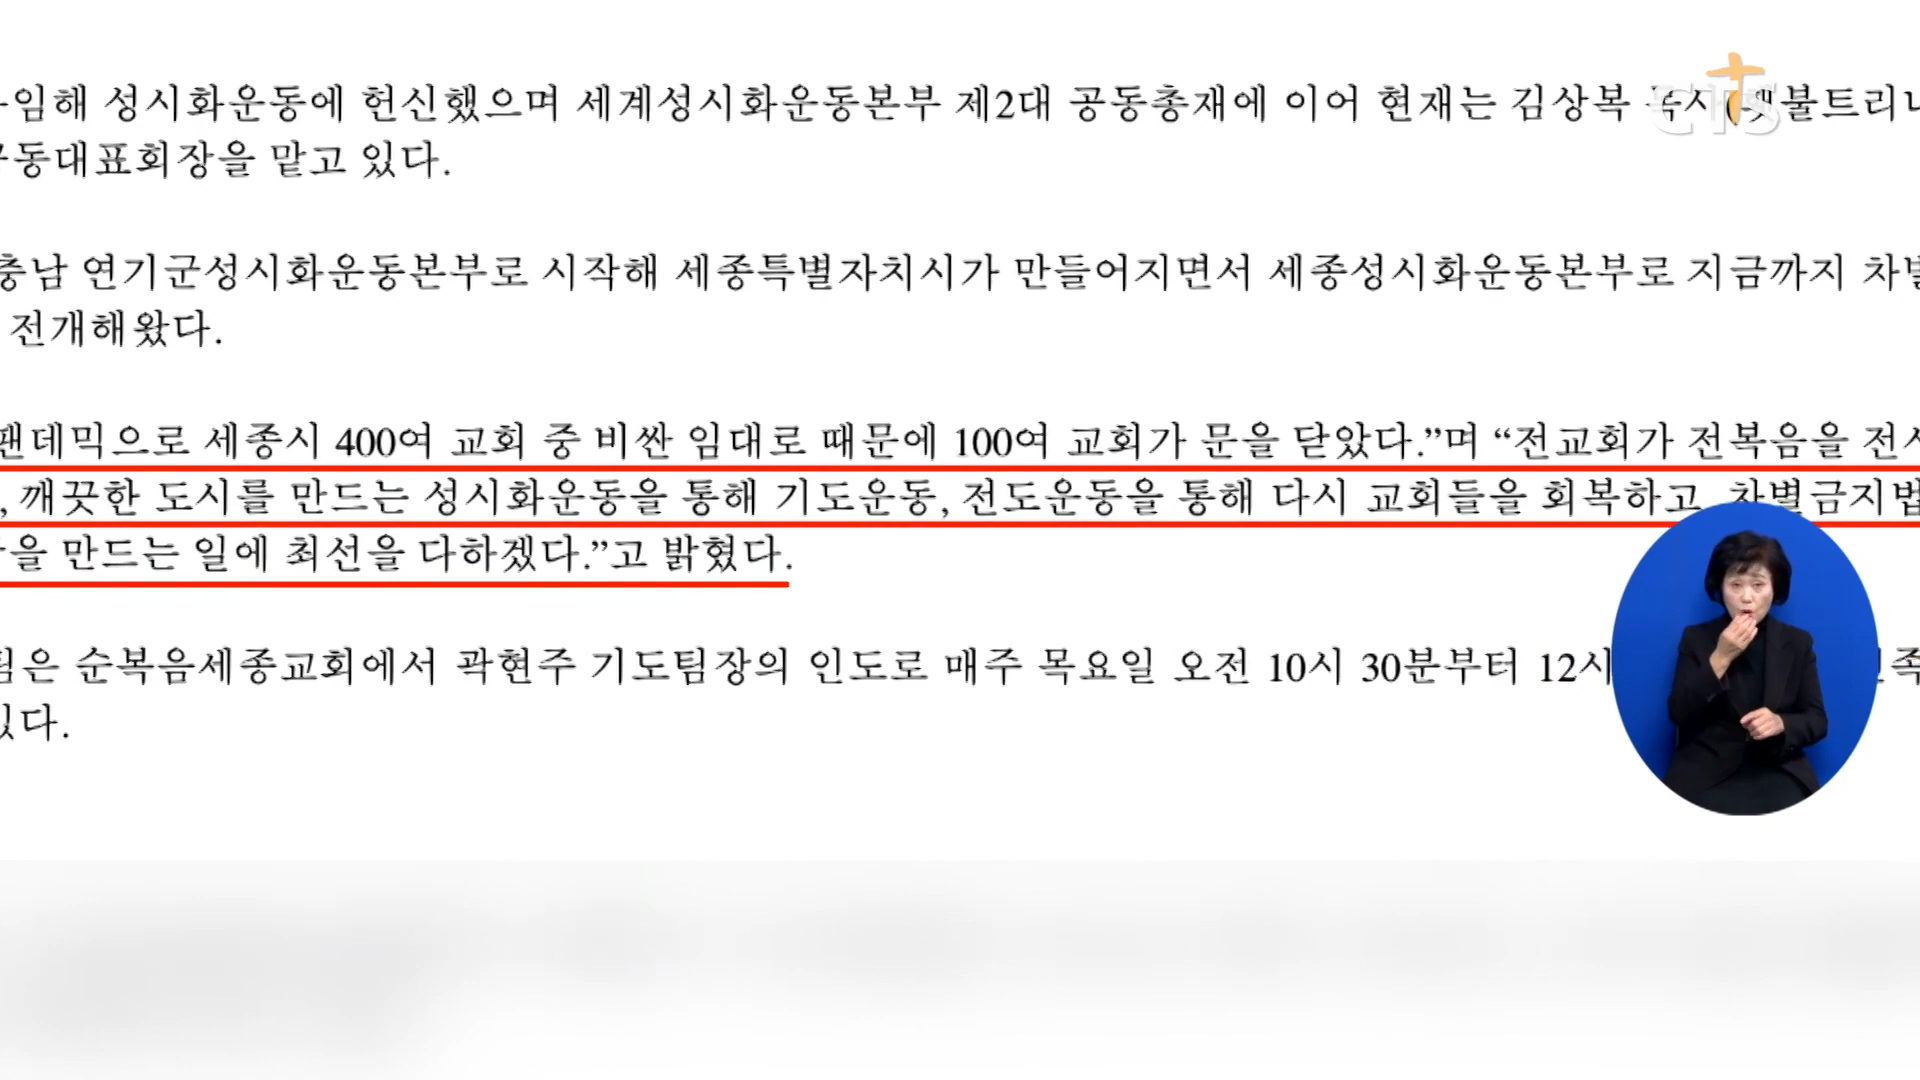 CTS
임해 성시화운동에 헌신했으며 세계성시화운동본부 제2대 공동총재에 이어 현재는 김상복 불트리니
동대표회장을 맡고 있다.
충남 연기군성시화운동본부로 시작해 세종특별자치시가 만들어지면서 세종성시화운동본부로 지금까지 차별
전개해왔다.
팬데믹으로 세종시 400여 교회 중 비싼 임대로 때문에 100여 교회가 문을 닫았다.”며 “전교회가 전복음을
, 깨끗한 도시를 만드는 성시화운동을 통해 기도운동, 전도운동을 통해 다시 교회들을 회복하고, 차별금지법
을 만드는 일에 최선을 다하겠다.”고 밝혔다.
팀은 순복음세종교회에서 곽현주 기도팀장의 인도로 매주 목요일 오전 10시 30분부터 12시
있다.